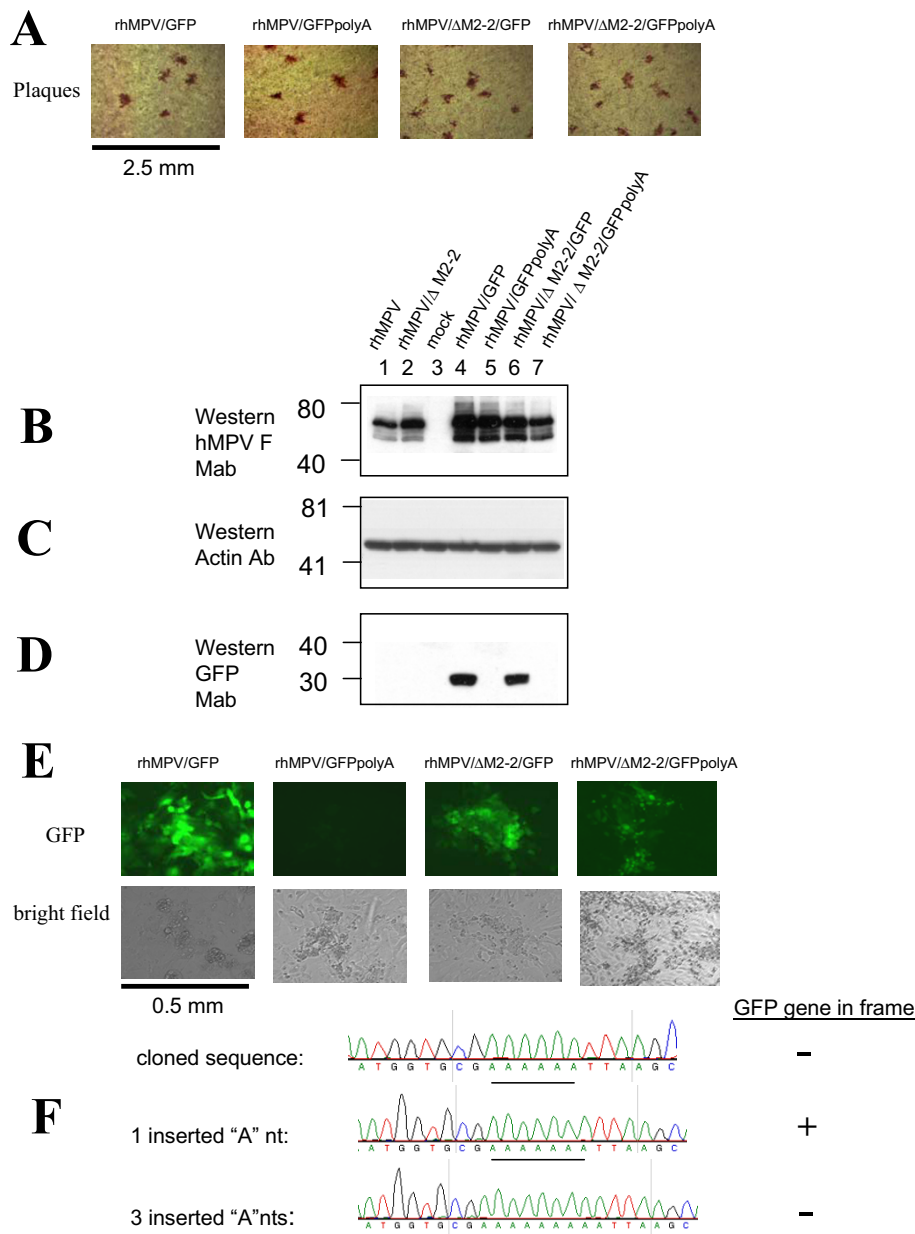 A
rhMPV/GFP
rhMPV/GFPpolyA
rhMPV/ΔM2-2/GFP
rhMPV/ΔM2-2/GFPpolyA
Plaques
2.5 mm
rhMPV
rhMPV/Δ M2-2
mock
rhMPV/GFP
rhMPV/GFPpolyA
rhMPV/Δ M2-2/GFP
rhMPV/ Δ M2-2/GFPpolyA
1 2 3 4 5 6 7
B
Western
hMPV F
Mab
80
40
C
Western
Actin Ab
81
41
D
Western
GFP
Mab
40
30
E
rhMPV/GFP
rhMPV/GFPpolyA
rhMPV/ΔM2-2/GFP
rhMPV/ΔM2-2/GFPpolyA
GFP
bright field
0.5 mm
GFP gene in frame
cloned sequence:
A T G G T G C G A A A A A A T T A A G C
-
F
1 inserted "A" nt:
A T G G T G C G A A A A A A A T T A A G C
+
3 inserted "A"nts:
A T G G T G C G A A A A A A A A A T T A A G C
-